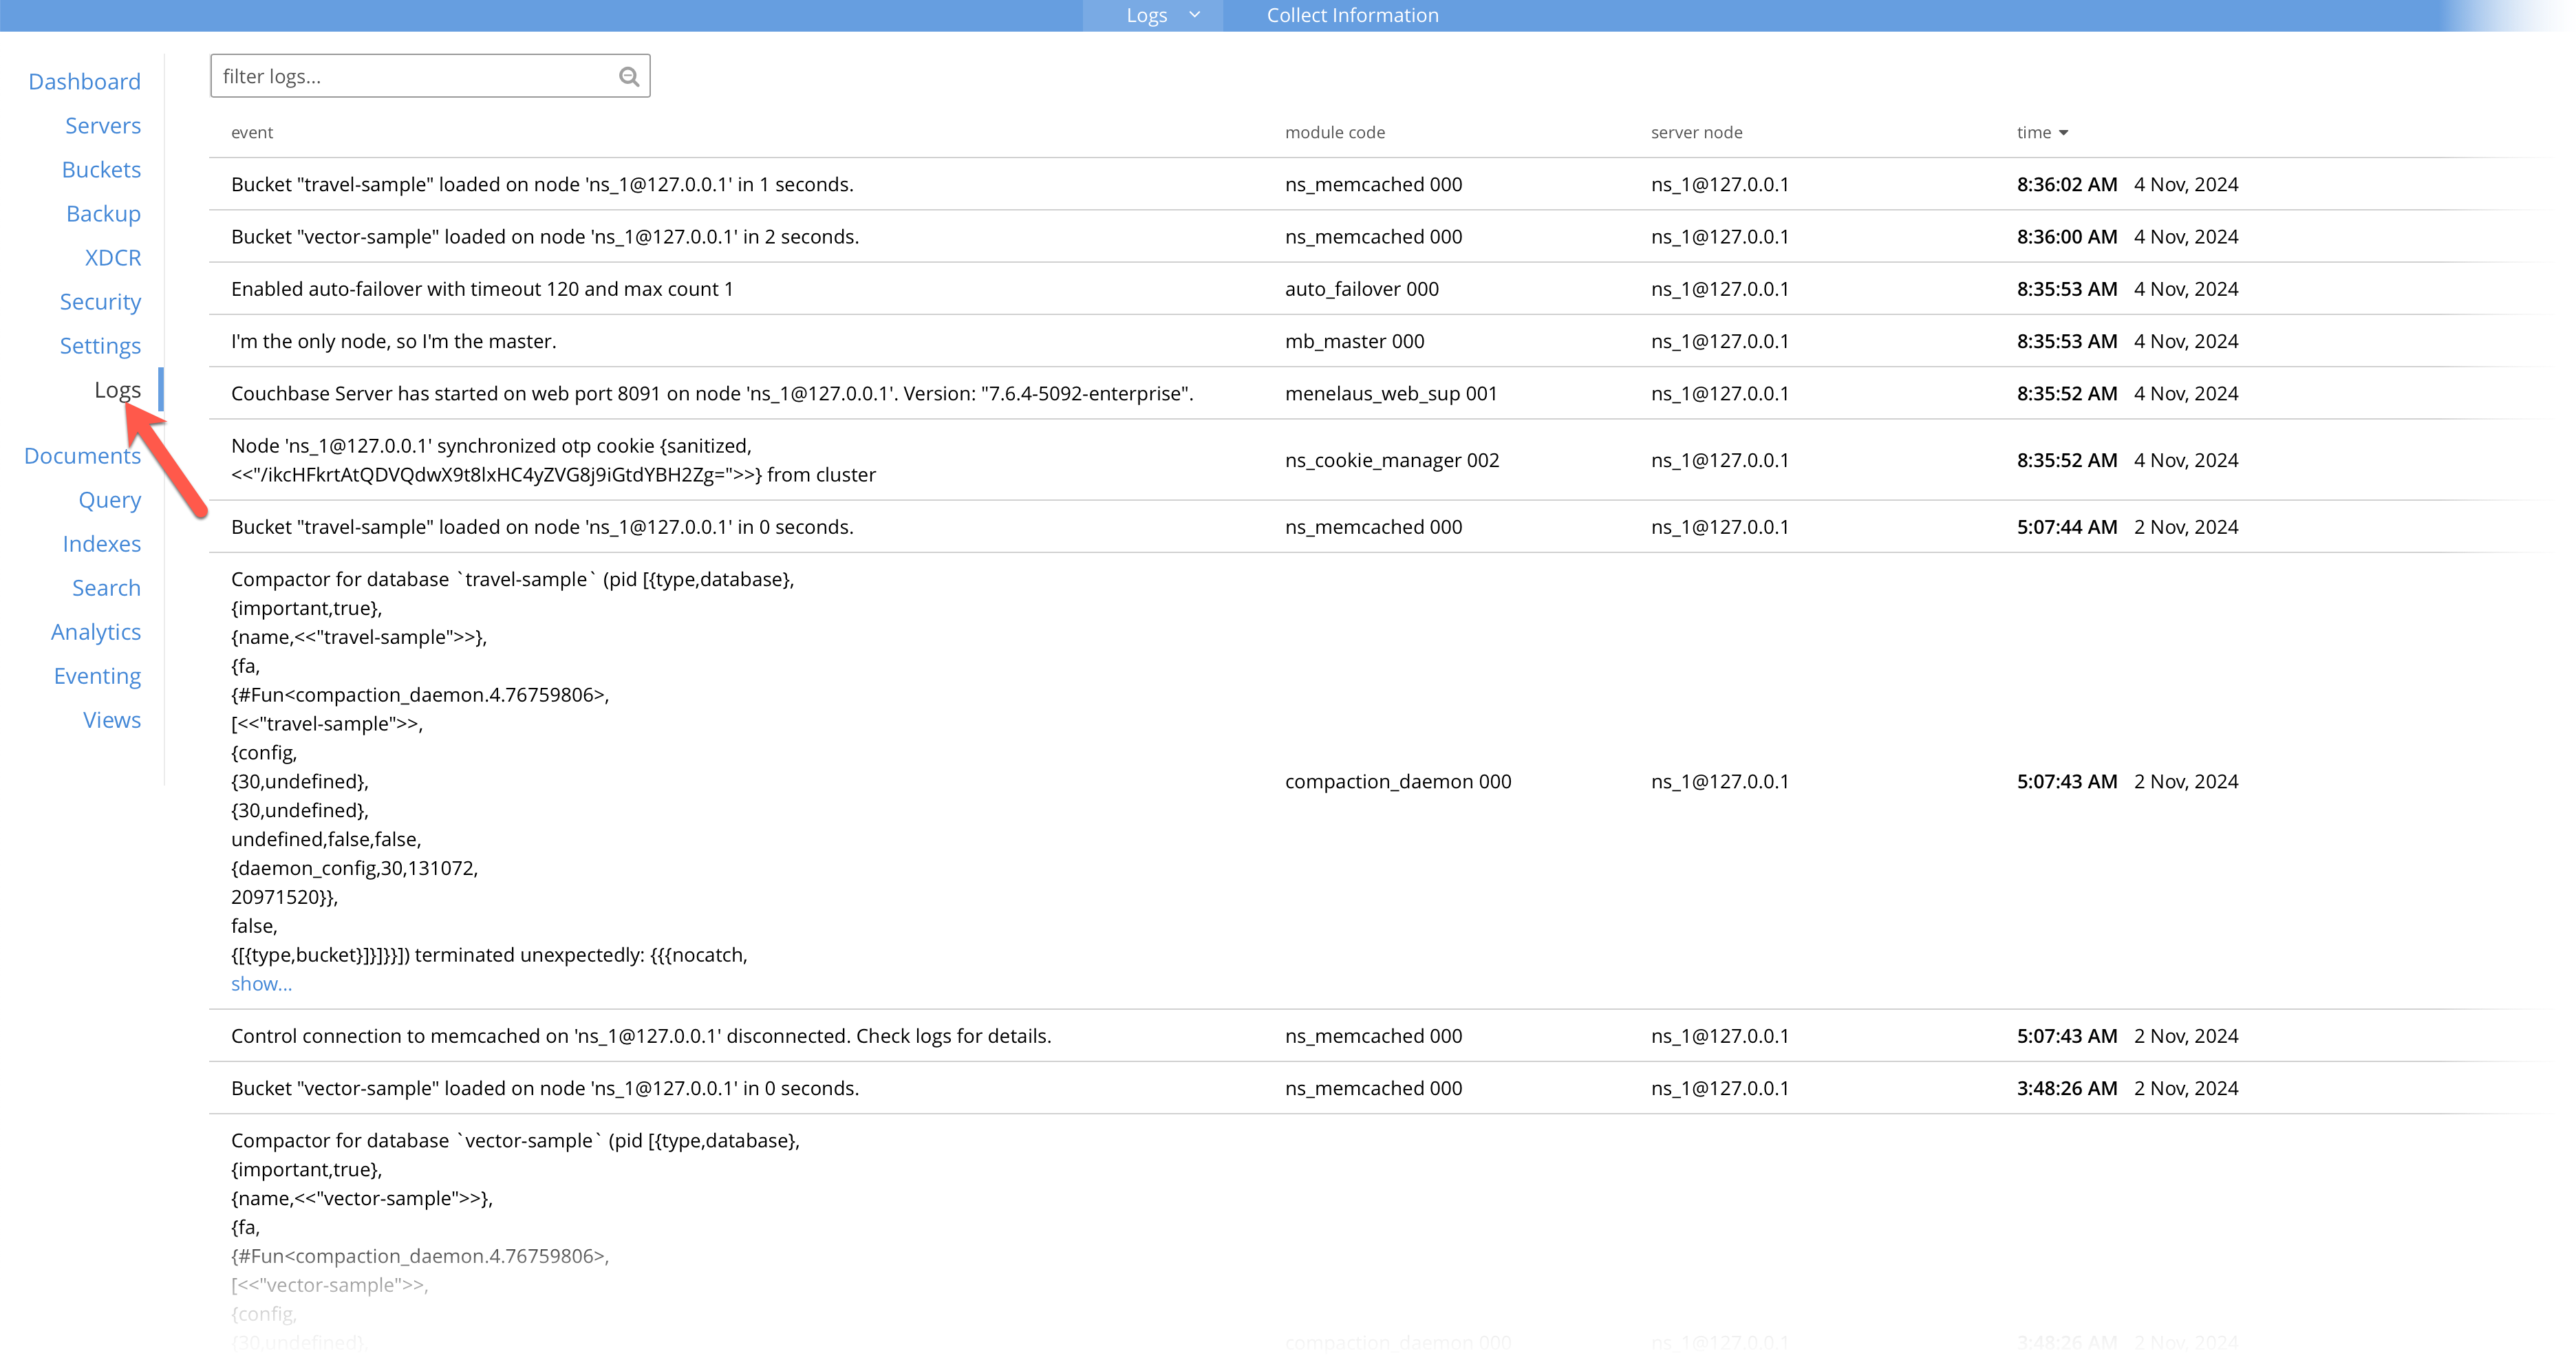 Logs
Collect Information
Dashboard
Servers
Buckets
Backup
XDCR
Security
Settings
Logs
Documents
Query
Indexes
Search
Analytics
Eventing
Views
filter logs...
event module code server node time
Bucket "travel-sample" loaded on node 'ns_1@127.0.0.1' in 1 seconds. ns_memcached 000 ns_1@127.0.0.1 8:36:02 AM 4 Nov, 2024
Bucket "vector-sample" loaded on node 'ns_1@127.0.0.1' in 2 seconds. ns_memcached 000 ns_1@127.0.0.1 8:36:00 AM 4 Nov, 2024
Enabled auto-failover with timeout 120 and max count 1 auto_failover 000 ns_1@127.0.0.1 8:35:53 AM 4 Nov, 2024
I'm the only node, so I'm the master. mb_master 000 ns_1@127.0.0.1 8:35:53 AM 4 Nov, 2024
Couchbase Server has started on web port 8091 on node 'ns_1@127.0.0.1'. Version: "7.6.4-5092-enterprise". menelaus_web_sup 001 ns_1@127.0.0.1 8:35:52 AM 4 Nov, 2024
Node 'ns_1@127.0.0.1' synchronized otp cookie {sanitized,
<<"/ikcHFkrtAtQDVQdwX9t8lxHC4yZVG8j9iGtdYBH2Zg=">>} from cluster
ns_cookie_manager 002 ns_1@127.0.0.1 8:35:52 AM 4 Nov, 2024
Bucket "travel-sample" loaded on node 'ns_1@127.0.0.1' in 0 seconds. ns_memcached 000 ns_1@127.0.0.1 5:07:44 AM 2 Nov, 2024
Compactor for database `travel-sample` (pid [{type,database},
{important,true},
{name,<<"travel-sample">>},
{fa,
{#Fun<compaction_daemon.4.76759806>,
[<<"travel-sample">>,
{config,
{30,undefined},
{30,undefined},
undefined,false,false,
{daemon_config,30,131072,
20971520}},
false,
{[{type,bucket}]}]}}]) terminated unexpectedly: {{{nocatch,
show...
compaction_daemon 000 ns_1@127.0.0.1 5:07:43 AM 2 Nov, 2024
Control connection to memcached on 'ns_1@127.0.0.1' disconnected. Check logs for details. ns_memcached 000 ns_1@127.0.0.1 5:07:43 AM 2 Nov, 2024
Bucket "vector-sample" loaded on node 'ns_1@127.0.0.1' in 0 seconds. ns_memcached 000 ns_1@127.0.0.1 3:48:26 AM 2 Nov, 2024
Compactor for database `vector-sample` (pid [{type,database},
{important,true},
{name,<<"vector-sample">>},
{fa,
{#Fun<compaction_daemon.4.76759806>,
[<<"vector-sample">>,
{config,
{30,undefined}, compaction_daemon 000 ns_1@127.0.0.1 3:48:26 AM 2 Nov, 2024